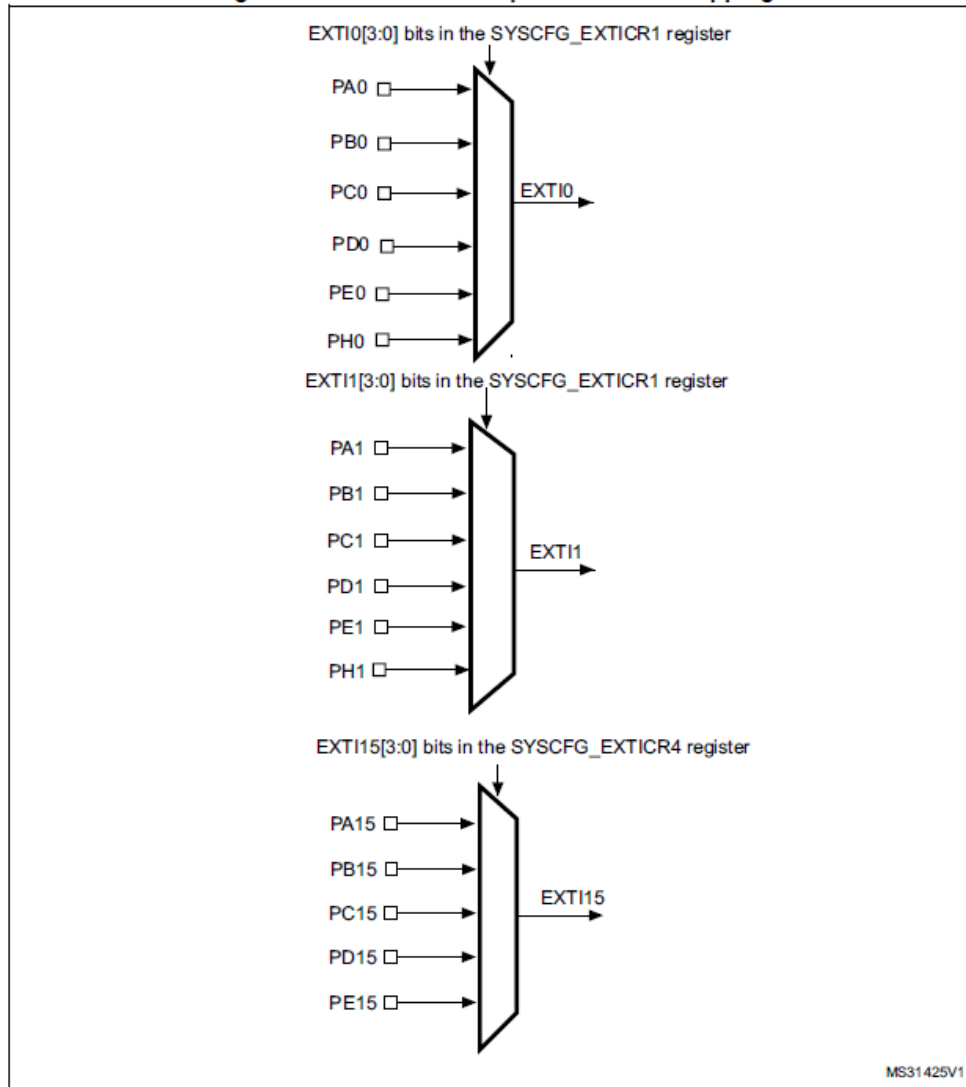 EXTI0[3:0] bits in the SYSCFG_EXTICR1 register
PA0
PB0
PC0
EXTI0
PD0
PE0
PH0
EXTI1[3:0] bits in the SYSCFG_EXTICR1 register
PA1
PB1
PC1
EXTI1
PD1
PE1
PH1
EXTI15[3:0] bits in the SYSCFG_EXTICR4 register
PA15
PB15
EXTI15
PC15
PD15
PE15
MS31425V1